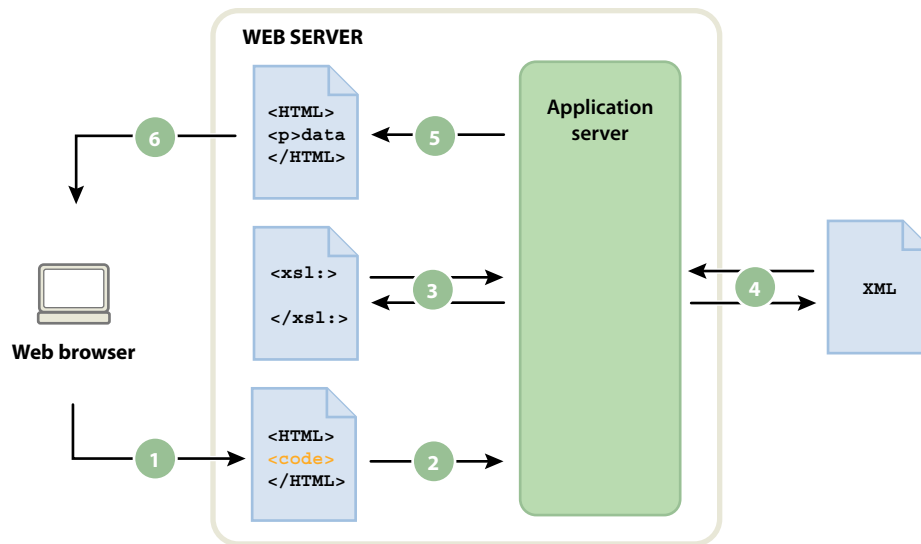 WEB SERVER
<HTML>
<p>data
</HTML>
6
5
Application
server
<xsl:>
</xsl:>
3
4
XML
Web browser
1
<HTML>
<code>
</HTML>
2